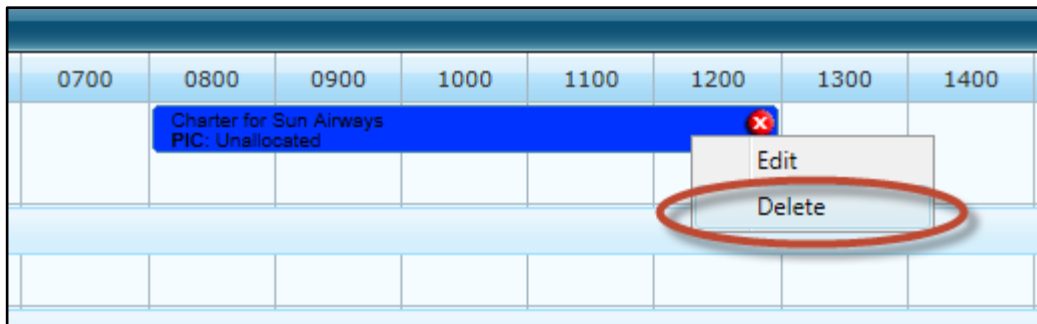 0700 0800 0900 1000 1100 1200 1300 1400
Charter for Sun Airways
PIC: Unallocated
Edit
Delete